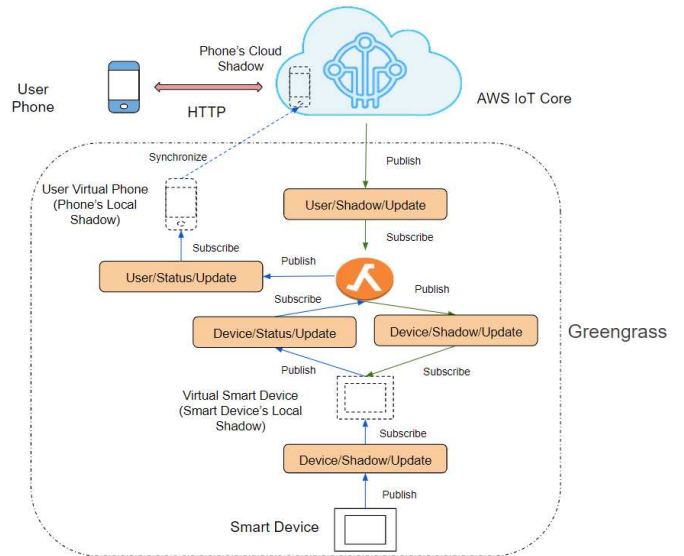 Phone's Cloud
Shadow
User
Phone
HTTP
AWS IoT Core
Synchronize
Publish
User Virtual Phone
(Phone's Local
Shadow)
User/Shadow/Update
Subscribe
Subscribe
Publish
User/Status/Update
Publish
Subscribe
Device/Status/Update
Device/Shadow/Update
Greengrass
Publish
Subscribe
Virtual Smart Device
(Smart Device's Local
Shadow)
Subscribe
Device/Shadow/Update
Publish
Smart Device